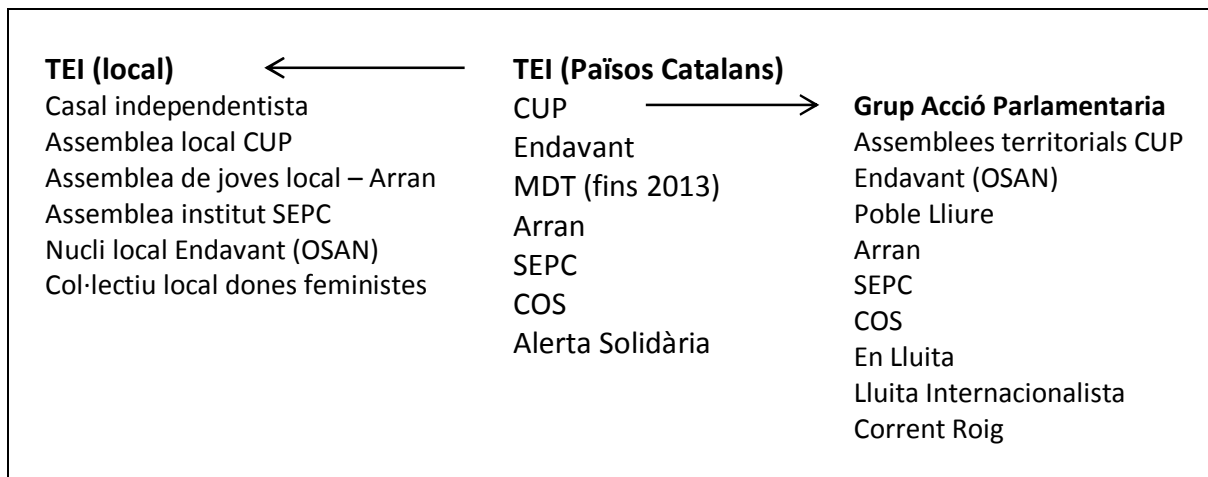 TEI (local)
Casal independentista
Assemblea local CUP
Assemblea de joves local – Arran
Assemblea institut SEPC
Nucli local Endavant (OSAN)
Col·lectiu local dones feministes
TEI (Països Catalans)
CUP
Endavant
MDT (fins 2013)
Arran
SEPC
COS
Alerta Solidària
Grup Acció Parlamentaria
Assemblees territorials CUP
Endavant (OSAN)
Poble Lliure
Arran
SEPC
COS
En Lluita
Lluita Internacionalista
Corrent Roig